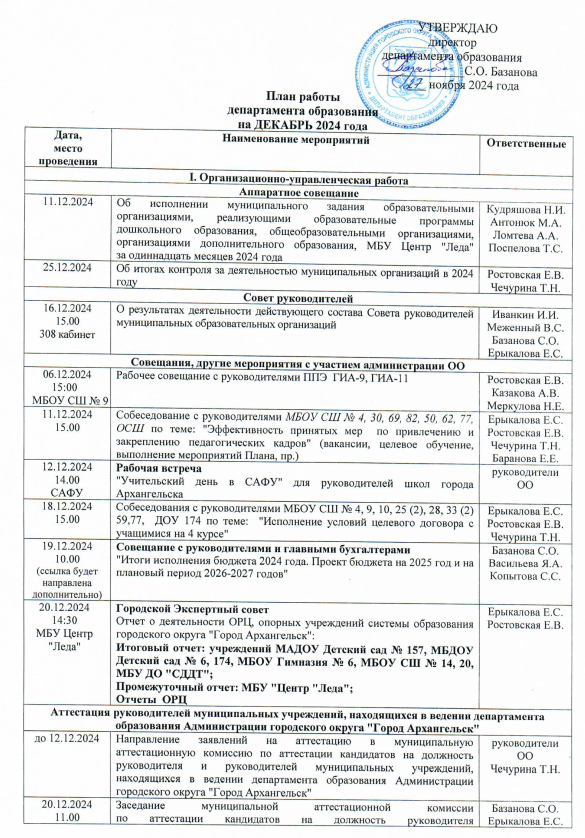 УТВЕРЖДАЮ
директор
департамента образования
С.О. Базанова
27 ноября 2024 года
План работы
департамента образования
на ДЕКАБРЬ 2024 года
Дата,
место
проведения
Наименование мероприятий
Ответственные
I. Организационно-управленческая работа
Аппаратное совещание
11.12.2024
Об исполнении муниципального задания образовательными
организациями, реализующими образовательные программы
дошкольного образования, общеобразовательными организациями,
организациями дополнительного образования, МБУ Центр "Леда"
за одиннадцать месяцев 2024 года
Кудряшова Н.И.
Антонюк М.А.
Ломтева А.А.
Поспелова Т.С.
25.12.2024
Об итогах контроля за деятельностью муниципальных организаций в 2024
году
Ростовская Е.В.
Чечурина Т.Н.
Совет руководителей
16.12.2024
15.00
308 кабинет
О результатах деятельности действующего состава Совета руководителей
муниципальных образовательных организаций
Иванкин И.И.
Меженный В.С.
Базанова С.О.
Ерыкалова Е.С.
Совещания, другие мероприятия с участием администрации ОО
06.12.2024
15:00
МБОУ СШ № 9
Рабочее совещание с руководителями ППЭ ГИА-9, ГИА-11
Ростовская Е.В.
Казакова А.В.
Меркулова Н.Е.
11.12.2024
15.00
Собеседование с руководителями МБОУ СШ № 4, 30, 69, 82, 50, 62, 77,
ОСШ по теме: "Эффективность принятых мер по привлечению и
закреплению педагогических кадров" (вакансии, целевое обучение,
выполнение мероприятий Плана, пр.)
Ерыкалова Е.С.
Ростовская Е.В.
Чечурина Т.Н.
Баранова Е.Е.
12.12.2024
14.00
САФУ
Рабочая встреча
"Учительский день в САФУ" для руководителей школ города
Архангельска
руководители
ОО
18.12.2024
15.00
Собеседования с руководителями МБОУ СШ № 4, 9, 10, 25 (2), 28, 33 (2)
59,77, ДОУ 174 по теме: "Исполнение условий целевого договора с
учащимися на 4 курсе"
Ерыкалова Е.С.
Ростовская Е.В.
Чечурина Т.Н.
19.12.2024
10.00
(ссылка будет
направлена
дополнительно)
Совещание с руководителями и главными бухгалтерами
"Итоги исполнения бюджета 2024 года. Проект бюджета на 2025 год и на
плановый период 2026-2027 годов"
Базанова С.О.
Васильева Я.А.
Копытова С.С.
20.12.2024
14:30
МБУ Центр
"Леда"
Городской Экспертный совет
Отчет о деятельности ОРЦ, опорных учреждений системы образования
городского округа "Город Архангельск":
Итоговый отчет: учреждений МАДОУ Детский сад № 157, МБДОУ
Детский сад № 6, 174, МБОУ Гимназия № 6, МБОУ СШ № 14, 20,
МБУ ДО "СДДТ";
Промежуточный отчет: МБУ "Центр "Леда";
Отчеты ОРЦ
Ерыкалова Е.С.
Ростовская Е.В.
Аттестация руководителей муниципальных учреждений, находящихся в ведении департамента
образования Администрации городского округа "Город Архангельск"
до 12.12.2024
Направление заявлений на аттестацию в муниципальную
аттестационную комиссию по аттестации кандидатов на должность
руководителя и руководителей муниципальных учреждений,
находящихся в ведении департамента образования Администрации
городского округа "Город Архангельск"
руководители
ОО
Чечурина Т.Н.
20.12.2024
11.00
Заседание муниципальной аттестационной комиссии
по аттестации кандидатов на должность руководителя
Базанова С.О.
Ерыкалова Е.С.